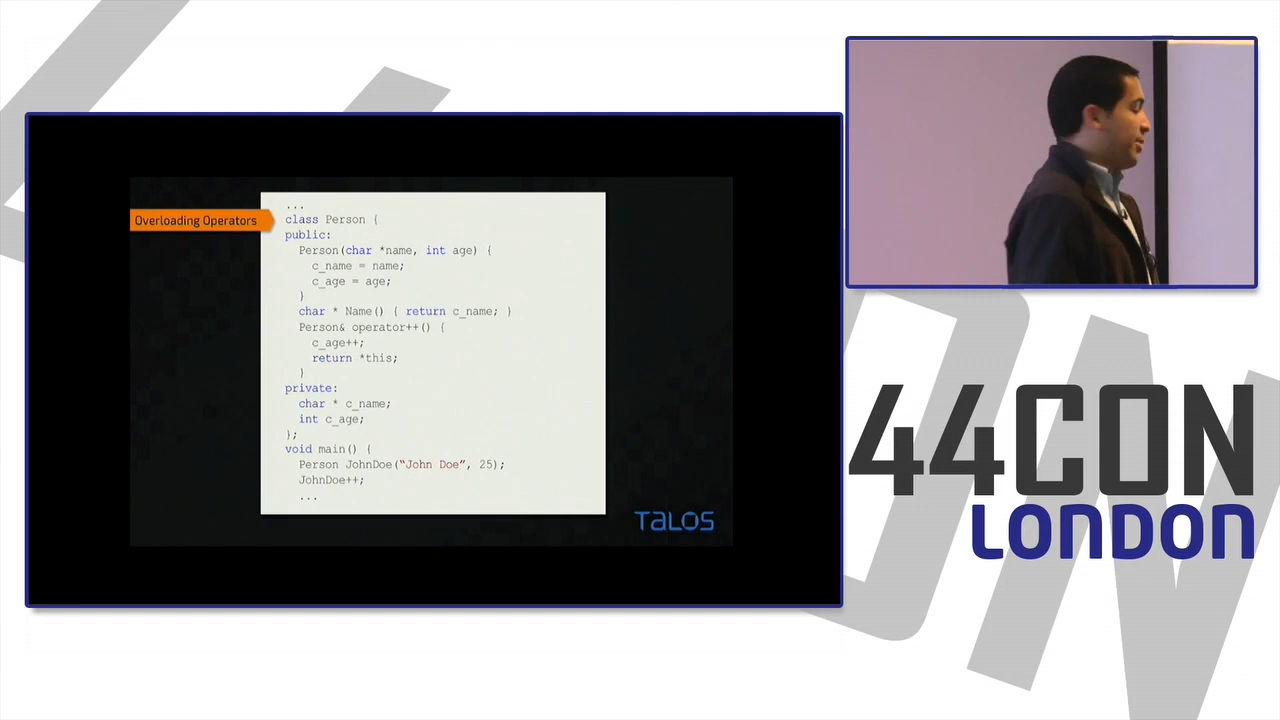 Overloading Operators
...
class Person {
public:
  Person(char *name, int age) {
    c_name = name;
    c_age = age;
  }
  char * Name() { return c_name; }
  Person& operator++() {
    c_age++;
    return *this;
  }
private:
  char * c_name;
  int c_age;
};
void main() {
  Person JohnDoe(“John Doe”, 25);
  JohnDoe++;
  ...
TALOS
44CON
LONDON